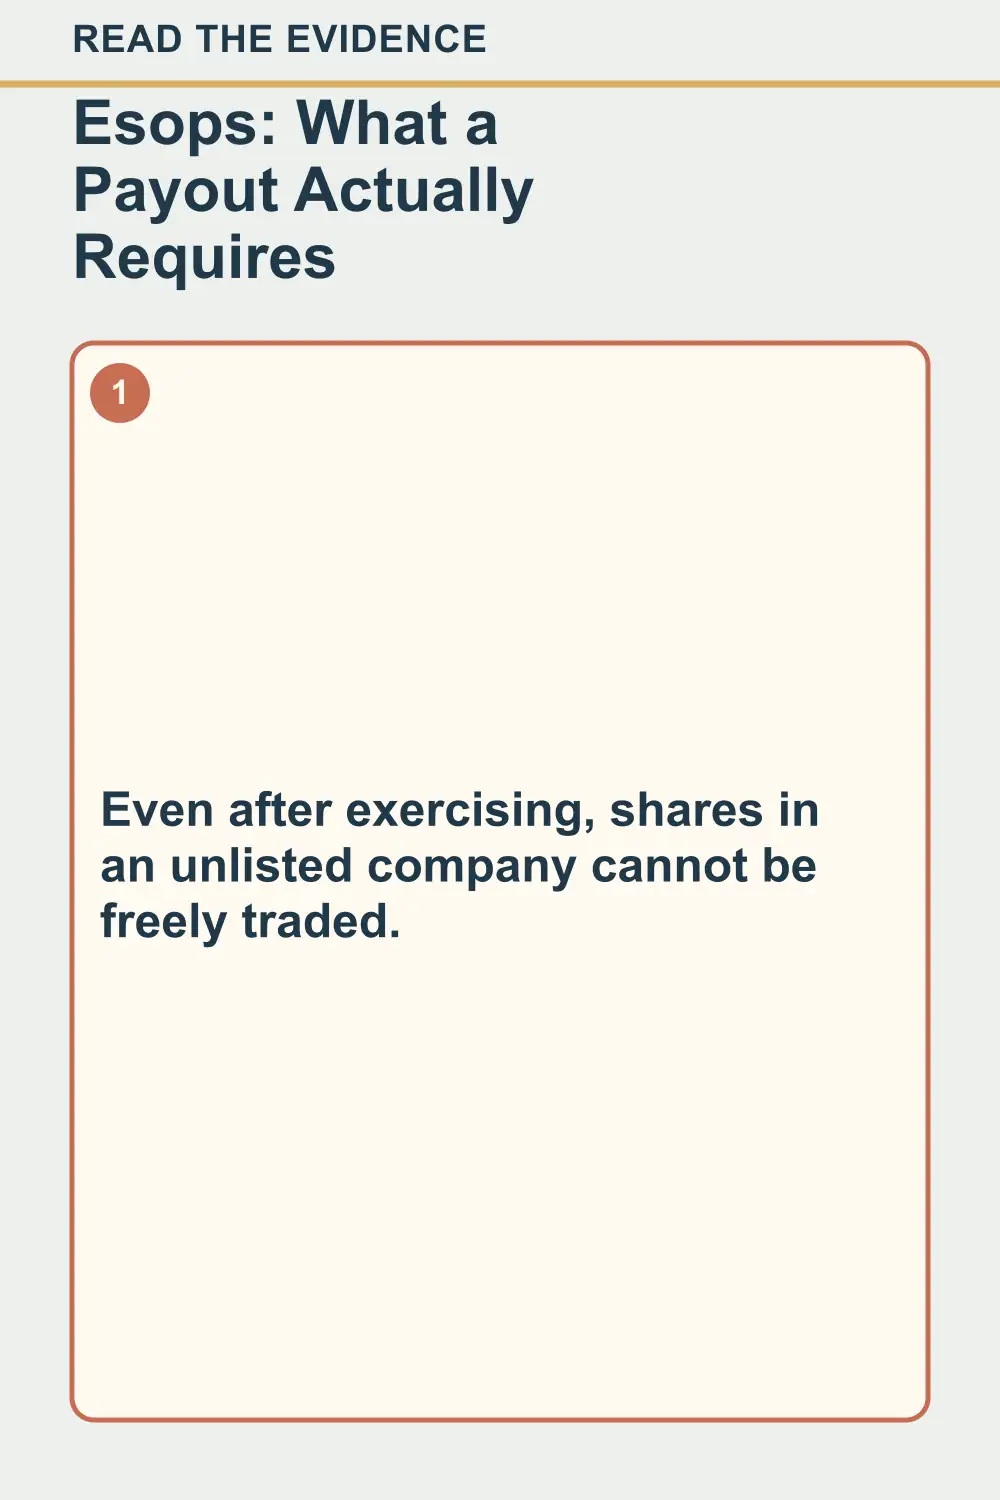 READ THE EVIDENCE
Esops: What a
Payout Actually
Requires
1
Even after exercising, shares in
an unlisted company cannot be
freely traded.